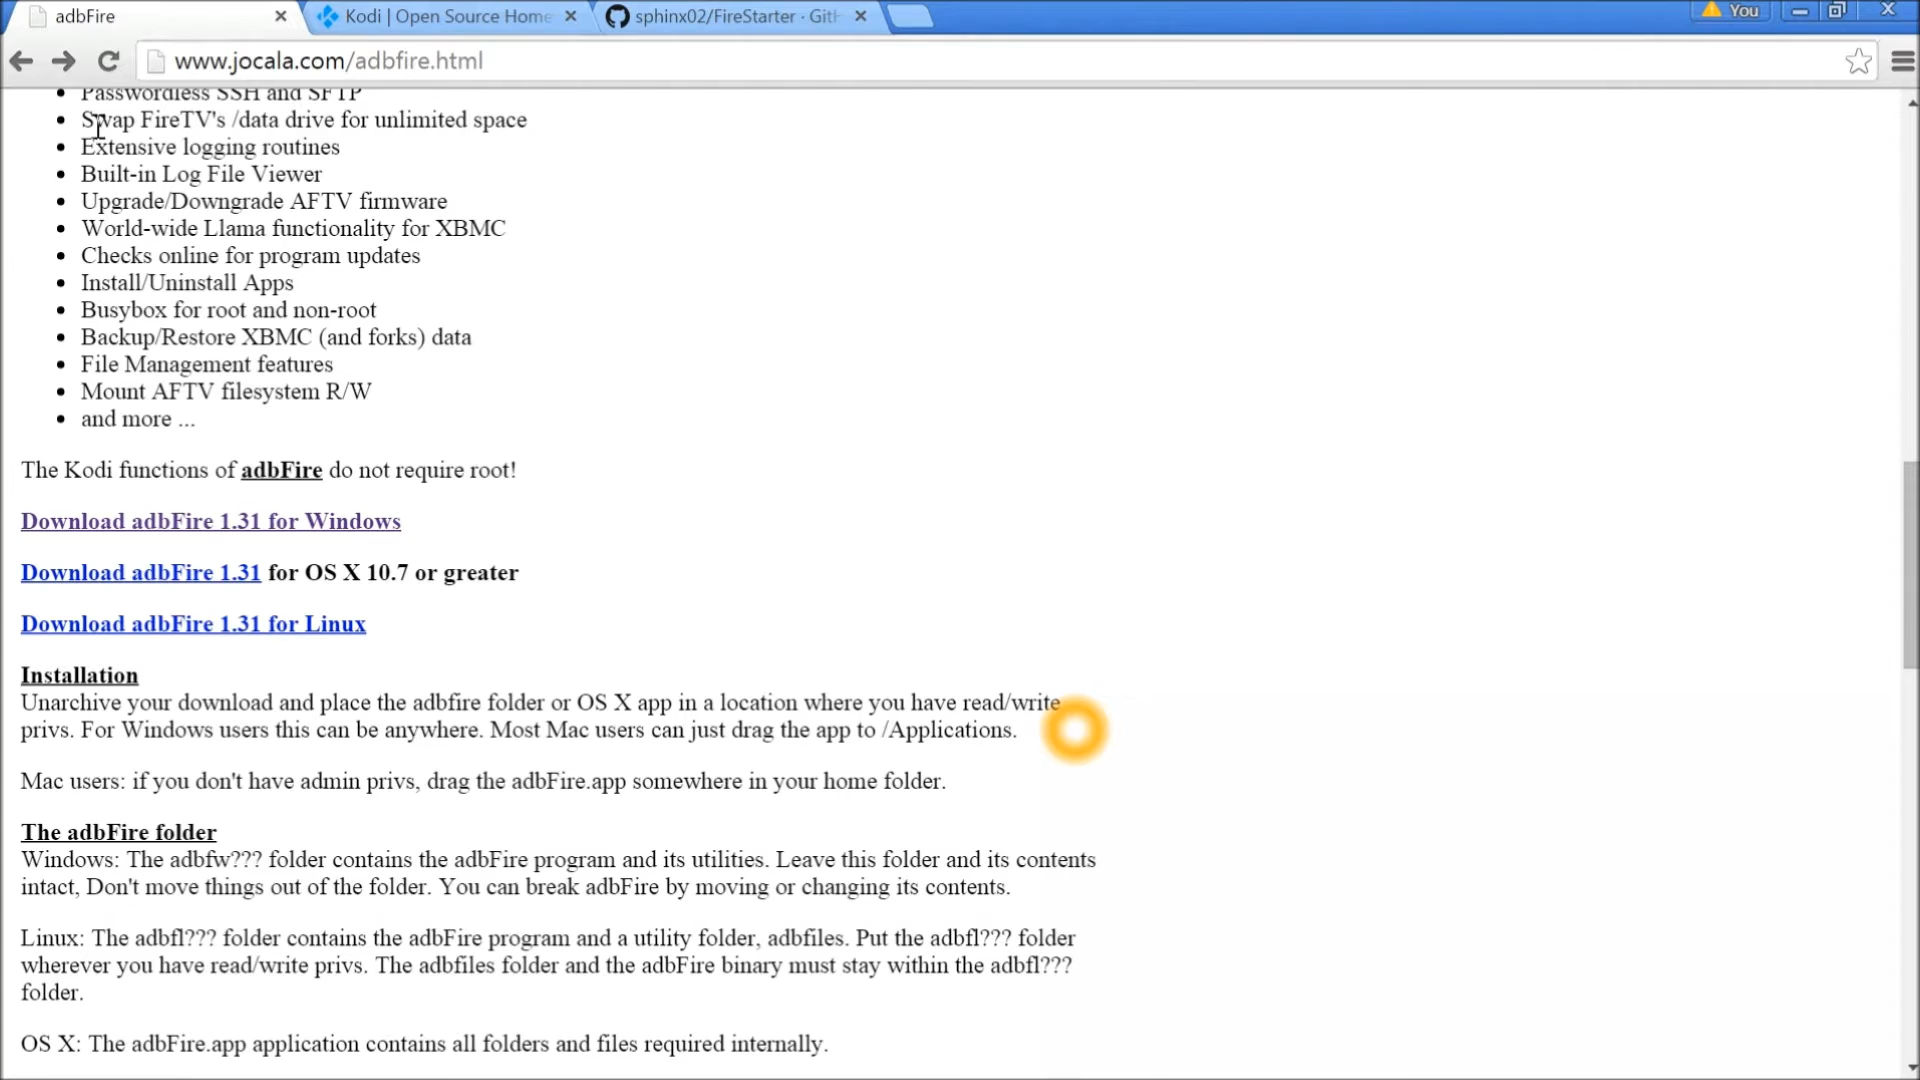 adbFire
Kodi | Open Source Home
sphinx02/FireStarter · GitH
You
www.jocala.com/adbfire.html
Passwordless SSH and SFTP
Swap FireTV's /data drive for unlimited space
Extensive logging routines
Built-in Log File Viewer
Upgrade/Downgrade AFTV firmware
World-wide Llama functionality for XBMC
Checks online for program updates
Install/Uninstall Apps
Busybox for root and non-root
Backup/Restore XBMC (and forks) data
File Management features
Mount AFTV filesystem R/W
and more ...
The Kodi functions of adbFire do not require root!
Download adbFire 1.31 for Windows
Download adbFire 1.31 for OS X 10.7 or greater
Download adbFire 1.31 for Linux
Installation
Unarchive your download and place the adbfire folder or OS X app in a location where you have read/write
privs. For Windows users this can be anywhere. Most Mac users can just drag the app to /Applications.
Mac users: if you don't have admin privs, drag the adbFire.app somewhere in your home folder.
The adbFire folder
Windows: The adbfw??? folder contains the adbFire program and its utilities. Leave this folder and its contents
intact, Don't move things out of the folder. You can break adbFire by moving or changing its contents.
Linux: The adbfl??? folder contains the adbFire program and a utility folder, adbfiles. Put the adbfl??? folder
wherever you have read/write privs. The adbfiles folder and the adbFire binary must stay within the adbfl???
folder.
OS X: The adbFire.app application contains all folders and files required internally.